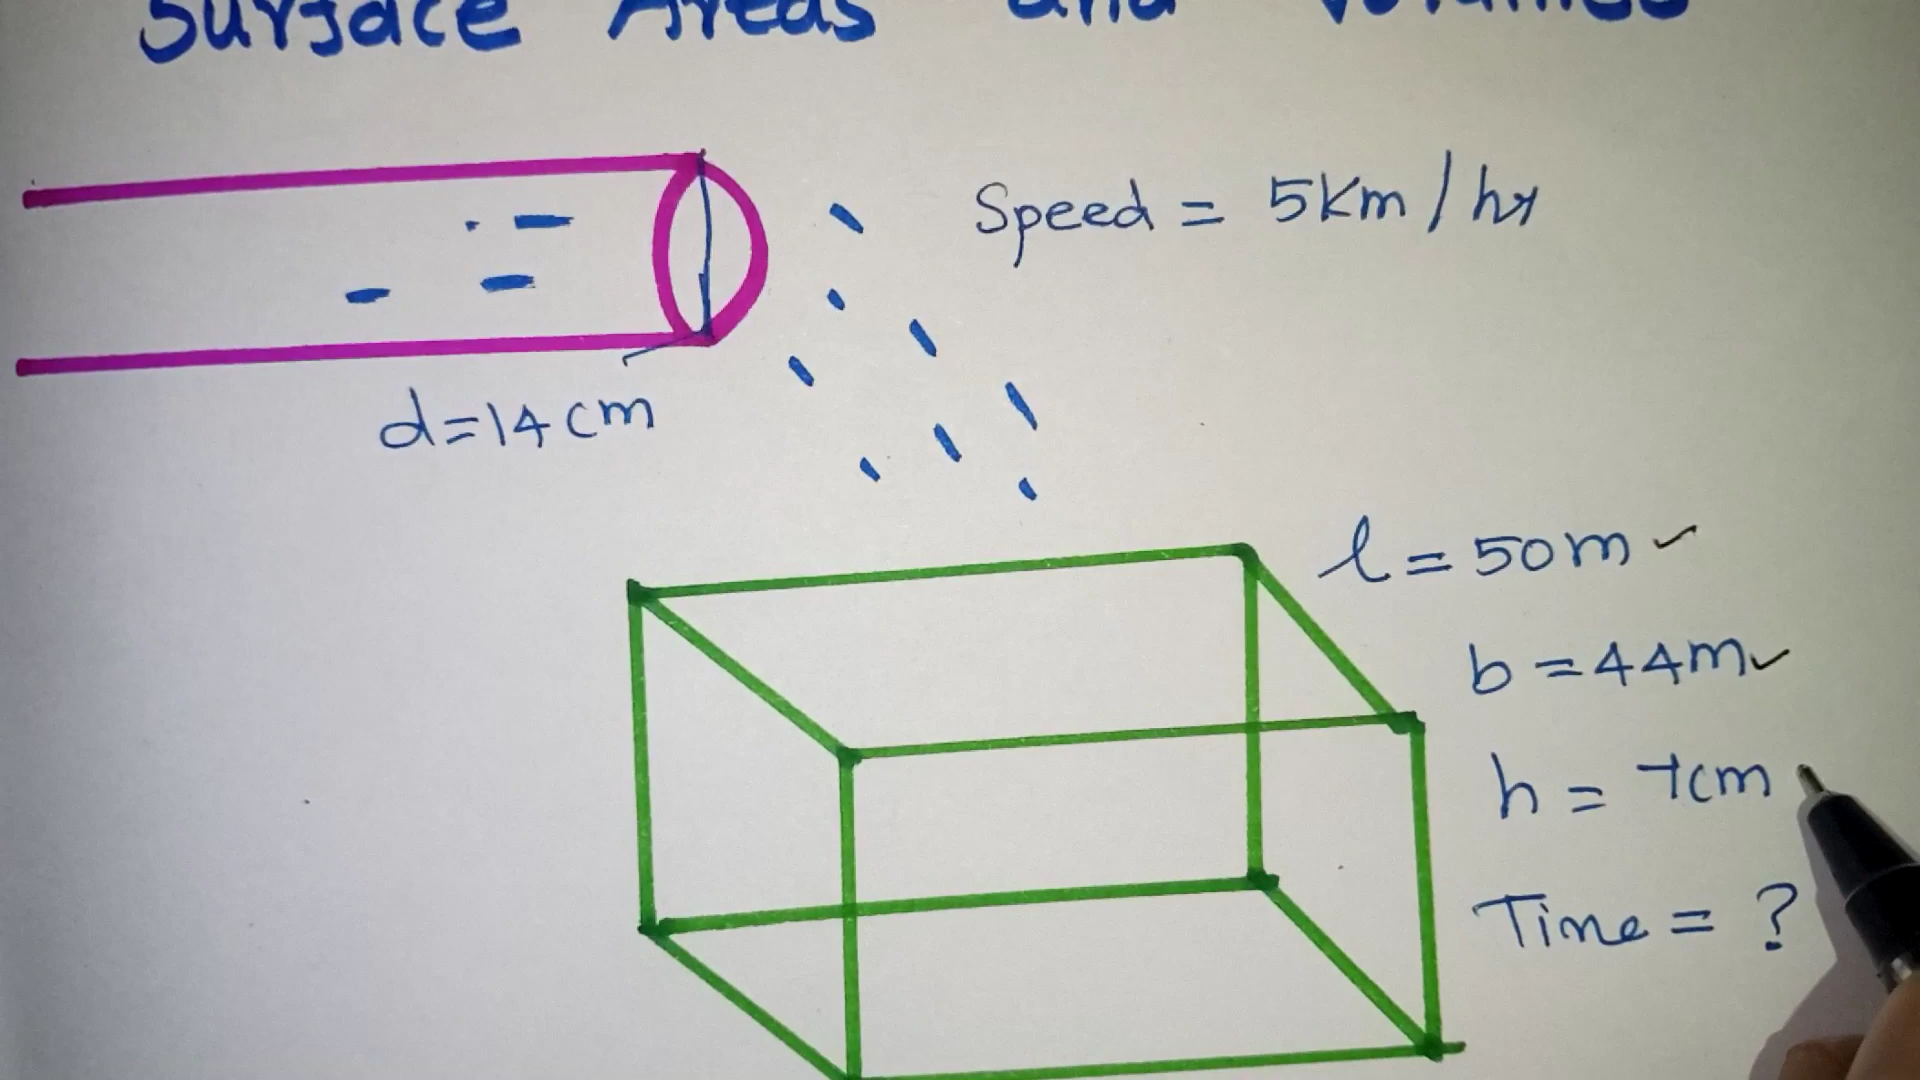 Surface Areas and Volumes
Speed = 5Km/hr
d=14cm
l=50m
b=44m
h=7cm
Time=?